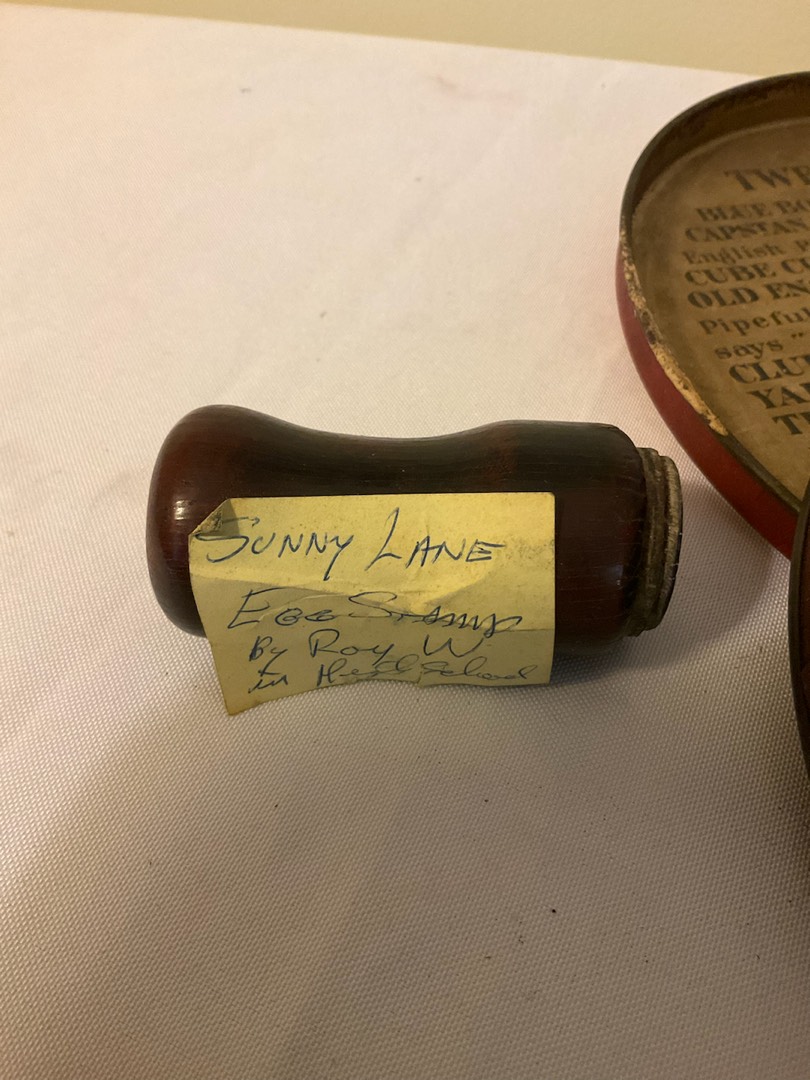 SUNNY LANE
EGG STAMP
By ROY W.
in High School
TWE
BLUE BO
CAPSTAN
English
CUBE CU
OLD EN
Pipeful
says "
CLU
YA
T